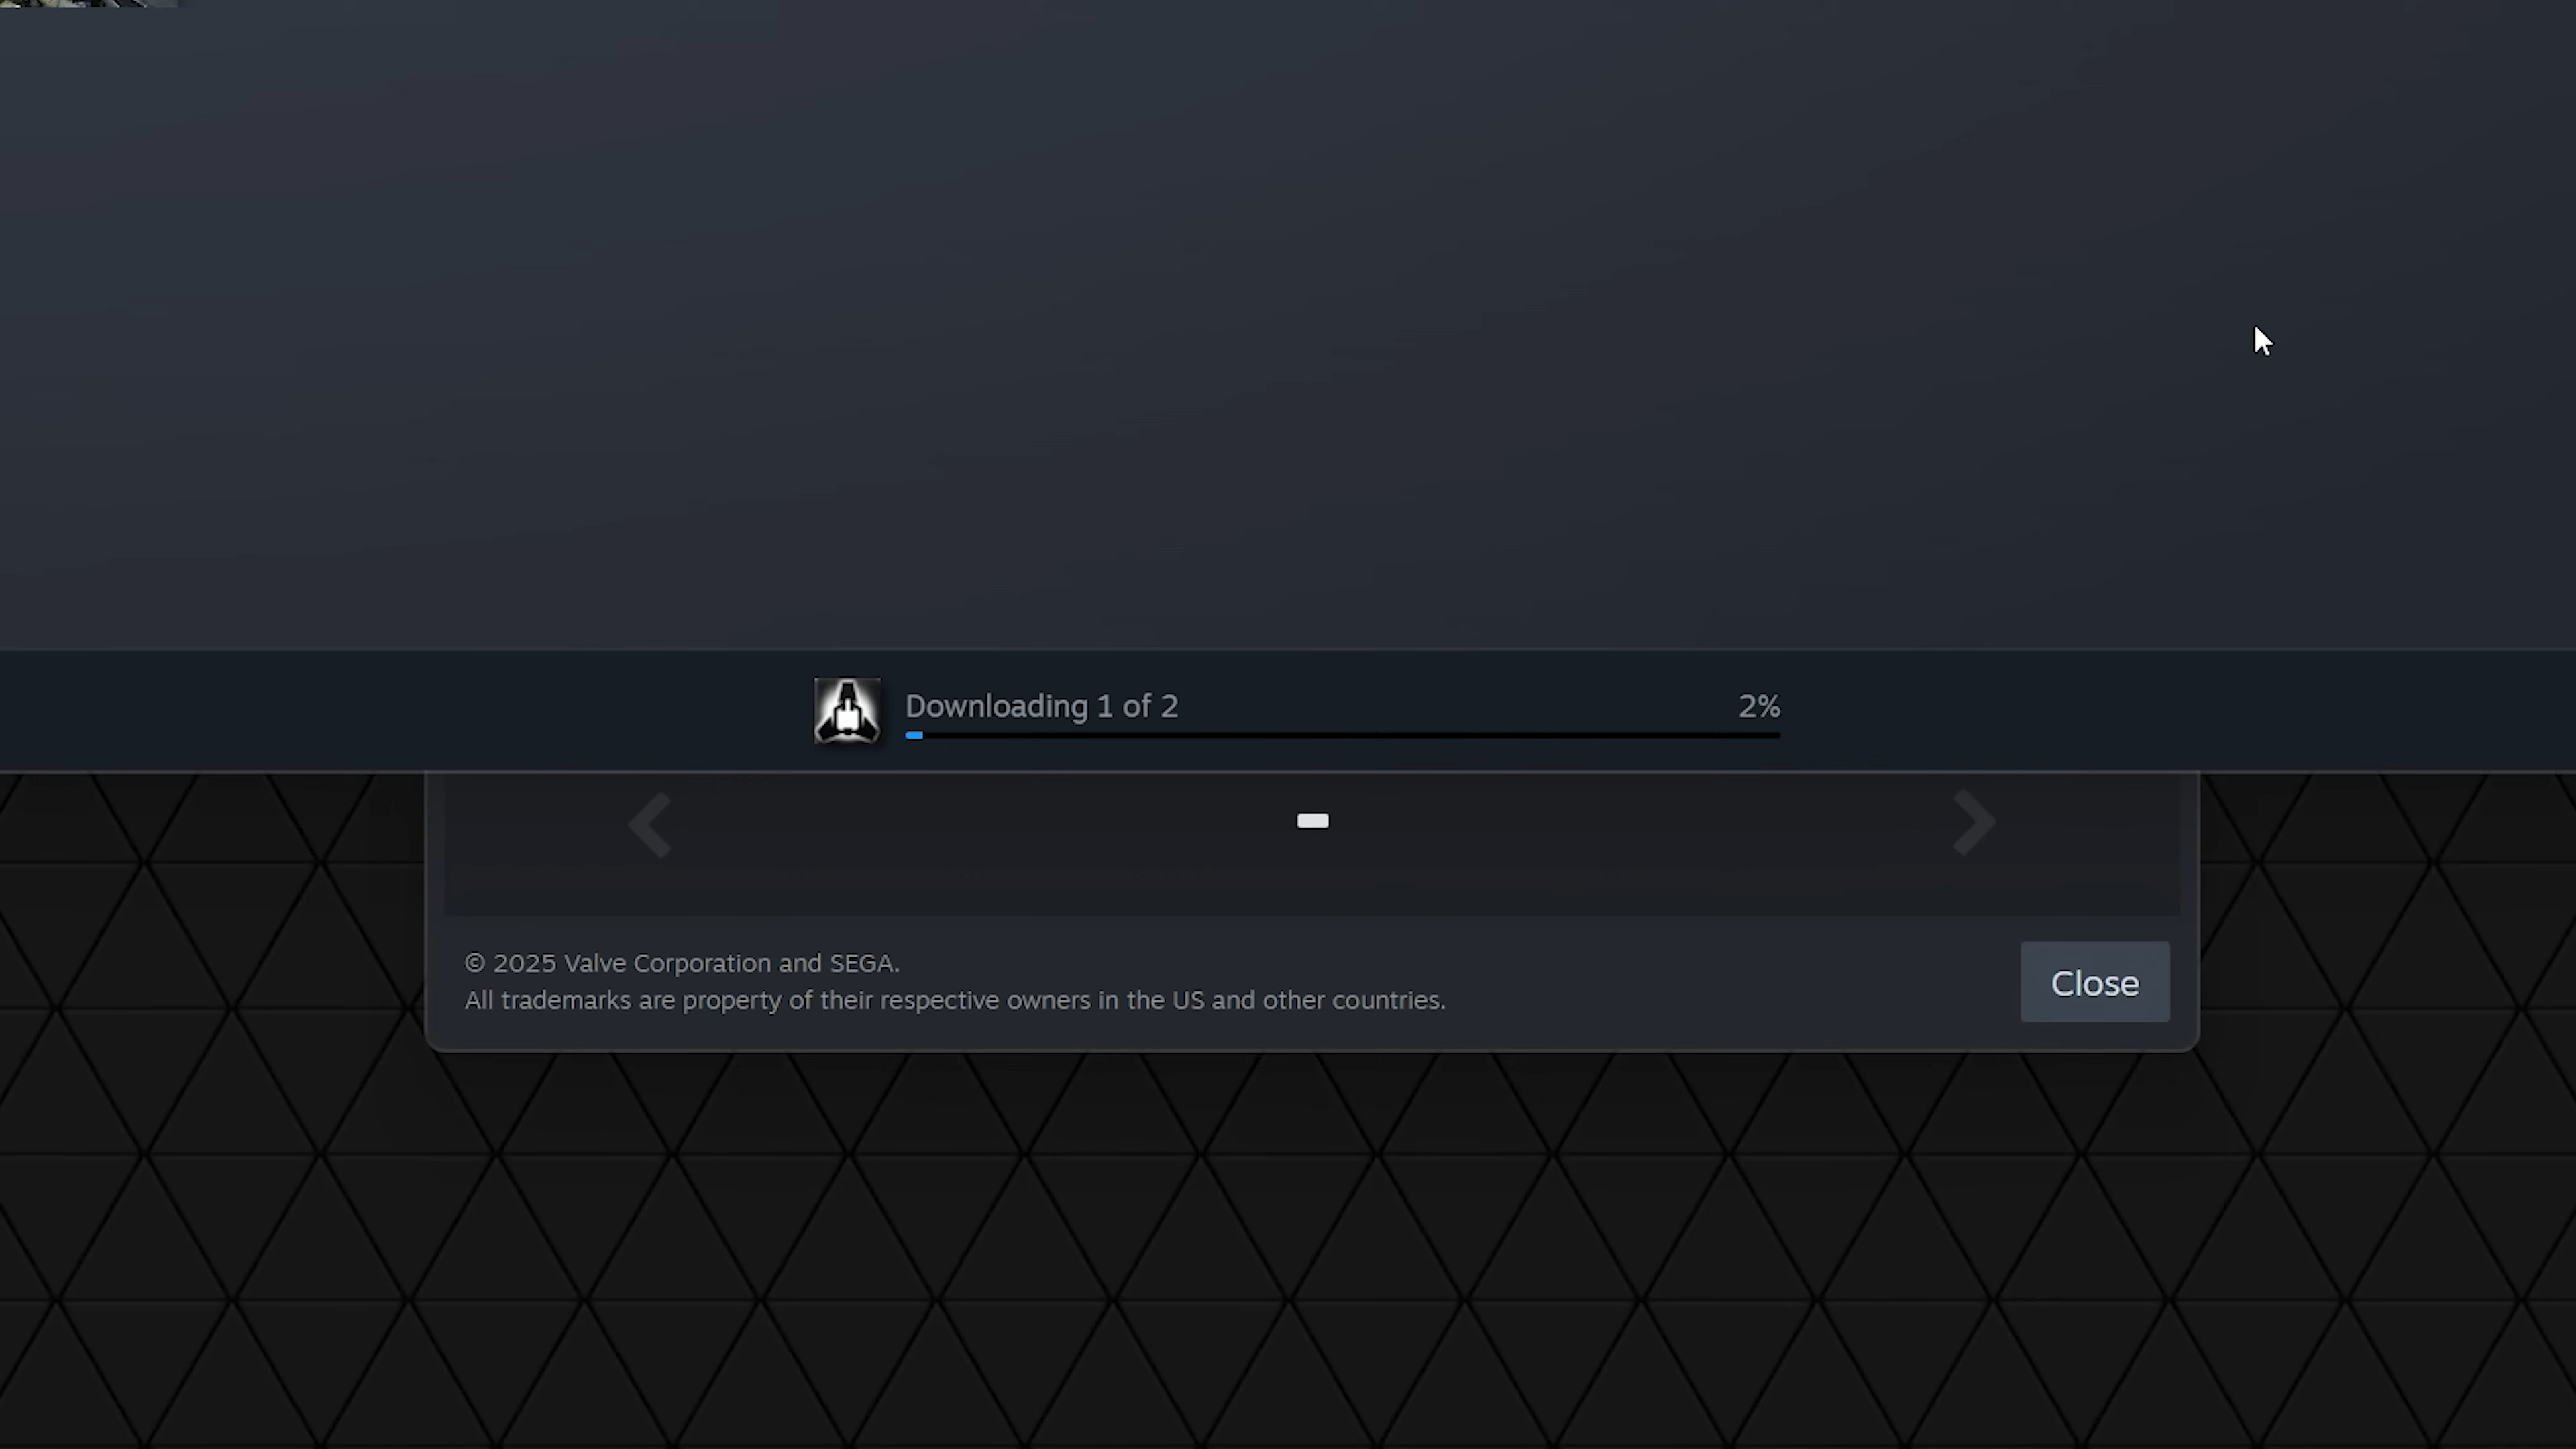 Downloading 1 of 2
2%
© 2025 Valve Corporation and SEGA.
All trademarks are property of their respective owners in the US and other countries.
Close